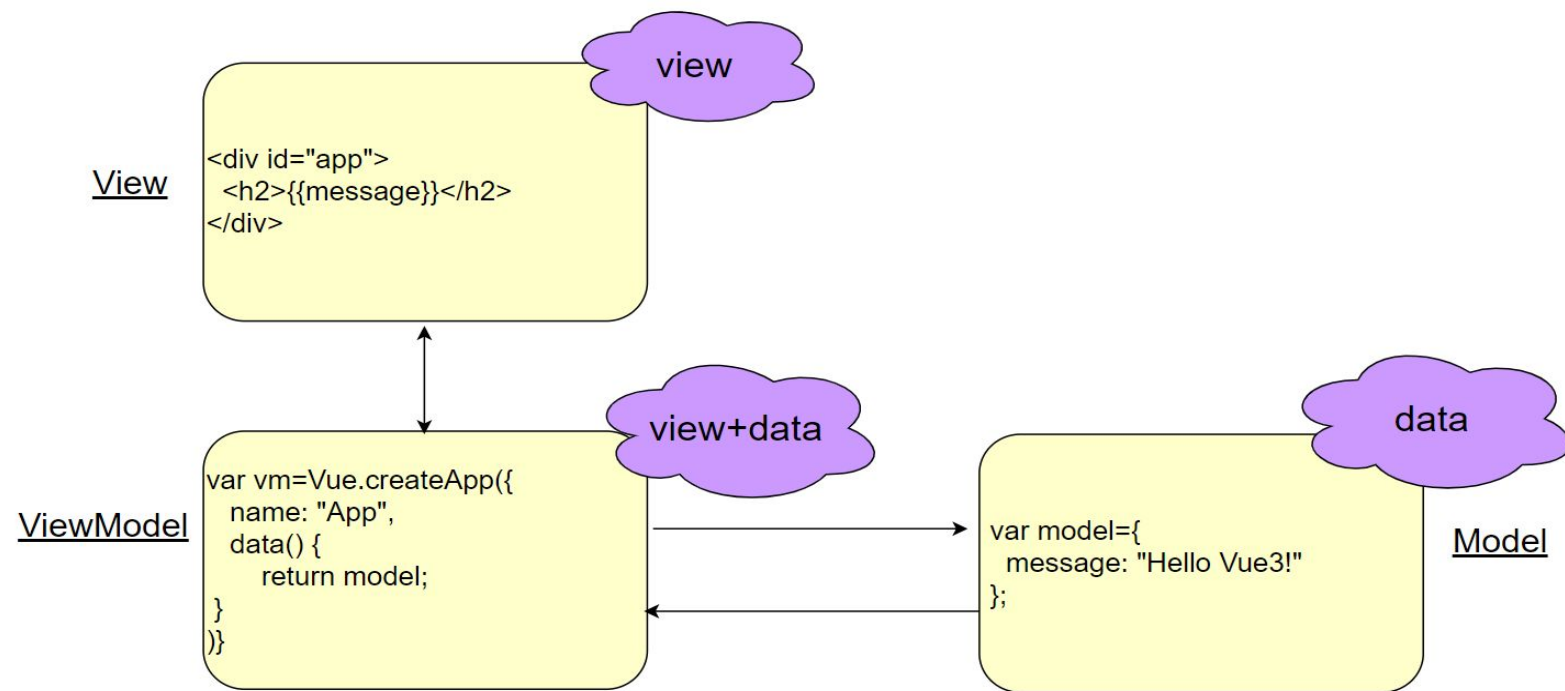 view
View
<div id="app">
  <h2>{{message}}</h2>
</div>
view+data
data
ViewModel
var vm=Vue.createApp({
   name: "App",
   data() {
       return model;
 }
)}
var model={
  message: "Hello Vue3!"
};
Model